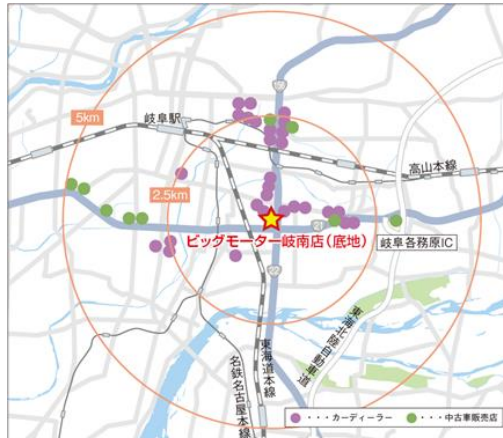 156
5km
岐阜駅
高山本線
2.5km
21
ビッグモーター岐南店(底地)
岐阜各務原IC
22
東海北陸自動車道
東海道本線
名鉄名古屋本線
・・・カーディーラー
・・・中古車販売店